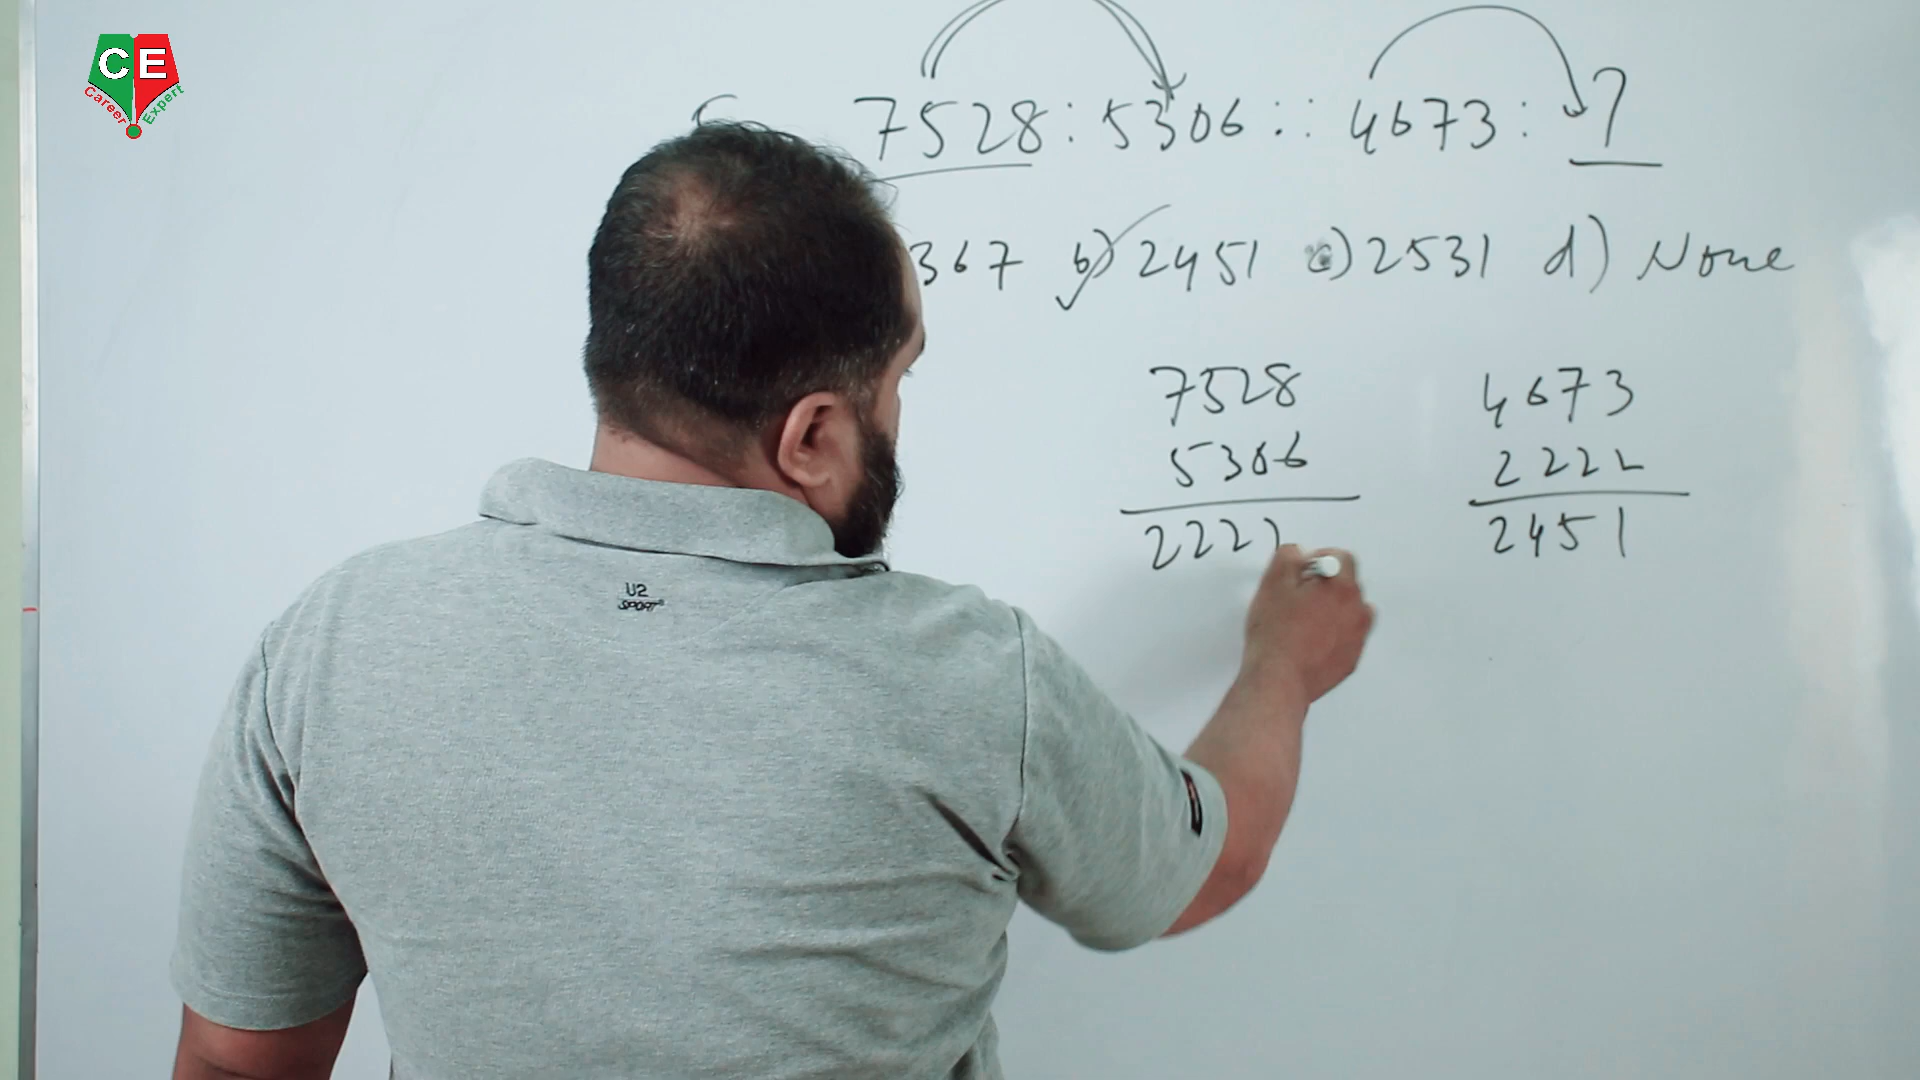 CE
Career Expert
7528 : 5306 :: 4673 : ?
367 b) 2451 c) 2531 d) None
7528 4673
5306 2222
2222 2451
U2
SPORT